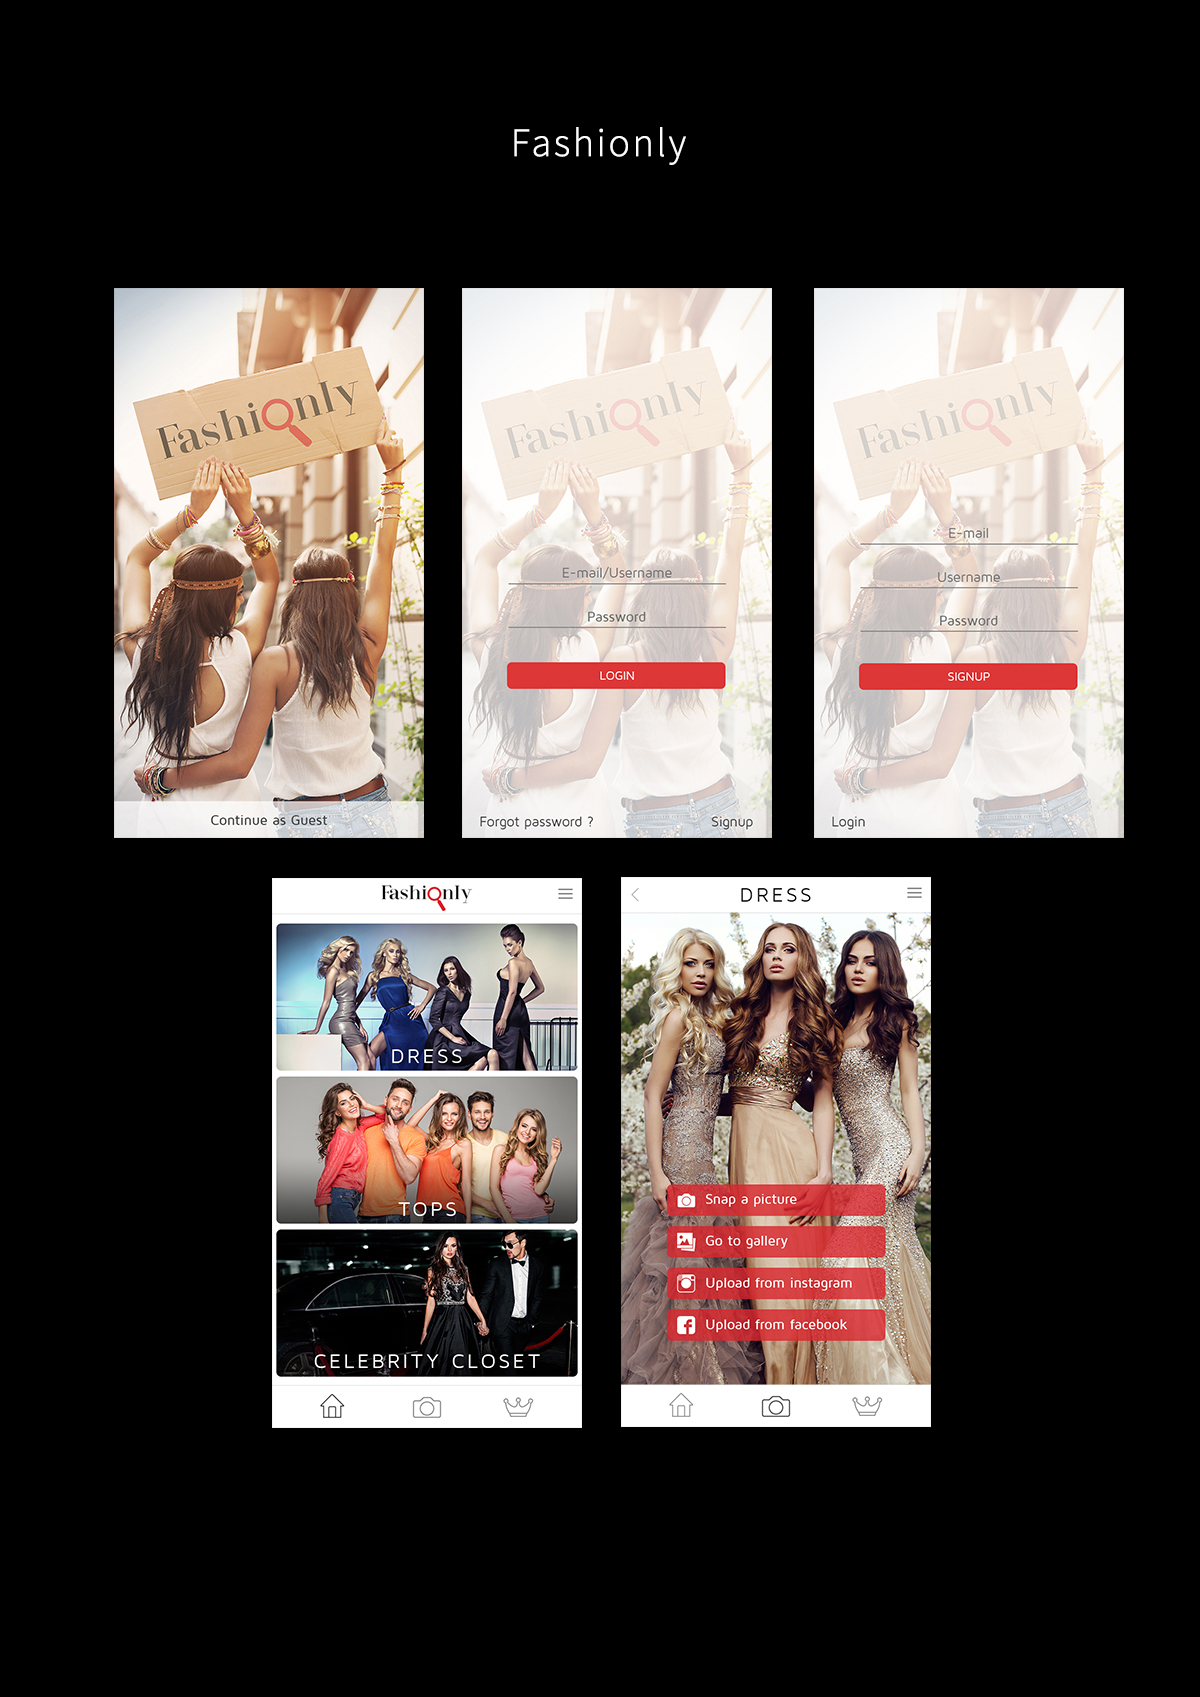 Fashionly
Fashionly
Continue as Guest
Fashionly
E-mail/Username
Password
LOGIN
Forgot password ?
Signup
Fashionly
E-mail
Username
Password
SIGNUP
Login
Fashionly
DRESS
TOPS
CELEBRITY CLOSET
DRESS
Snap a picture
Go to gallery
Upload from instagram
Upload from facebook